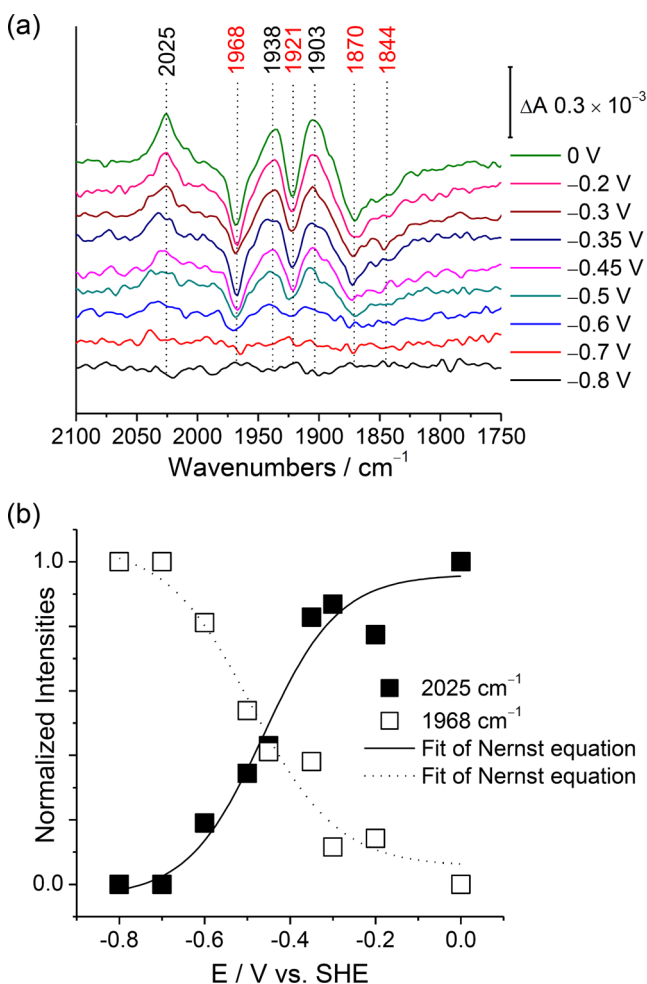 (a)
2025 1968 1938 1921 1903 1870 1844
ΔA 0.3 × 10⁻³
0 V
−0.2 V
−0.3 V
−0.35 V
−0.45 V
−0.5 V
−0.6 V
−0.7 V
−0.8 V
2100 2050 2000 1950 1900 1850 1800 1750
Wavenumbers / cm⁻¹
(b)
1.0
0.0
Normalized Intensities
2025 cm⁻¹
1968 cm⁻¹
Fit of Nernst equation
Fit of Nernst equation
-0.8 -0.6 -0.4 -0.2 0.0
E / V vs. SHE